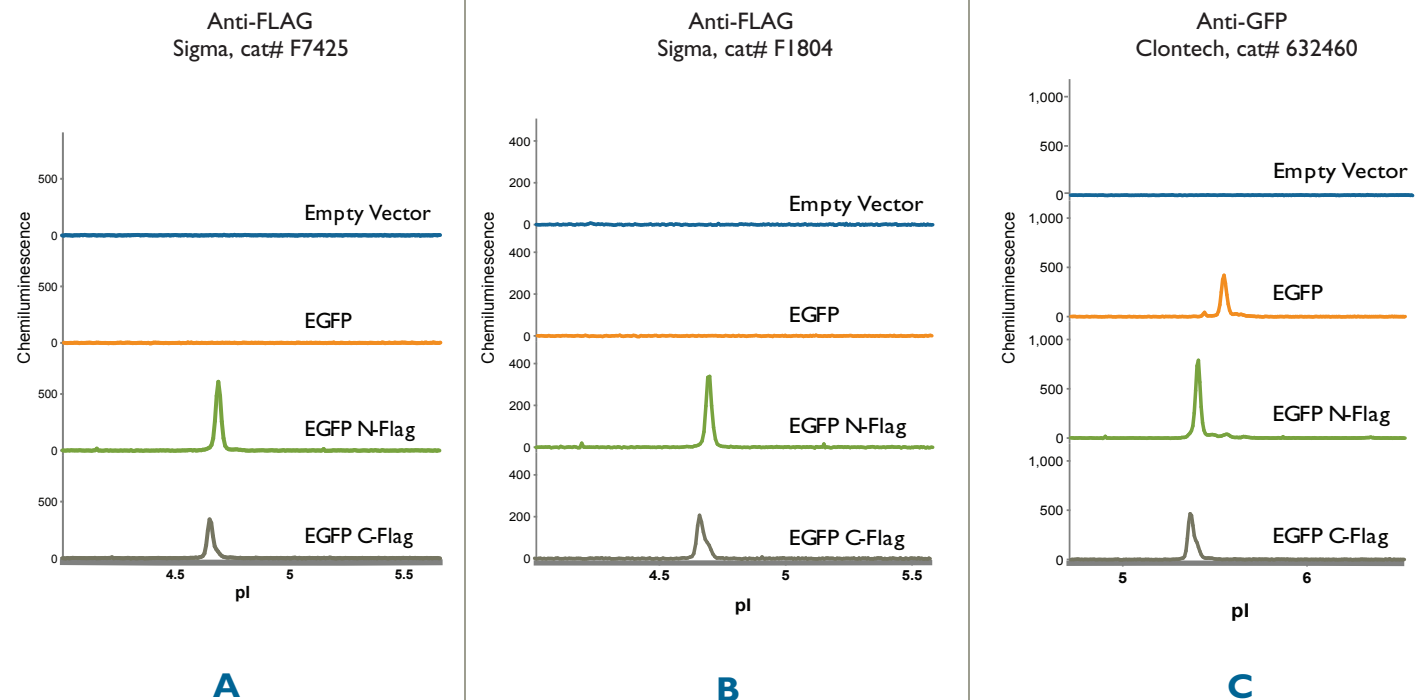 Anti-FLAG
Sigma, cat# F7425
Chemiluminescence
500
0
Empty Vector
500
0
EGFP
500
0
EGFP N-Flag
500
0
EGFP C-Flag
4.5 5 5.5
pI
A
Anti-FLAG
Sigma, cat# F1804
Chemiluminescence
400
200
0
Empty Vector
400
200
0
EGFP
400
200
0
EGFP N-Flag
400
200
0
EGFP C-Flag
4.5 5 5.5
pI
B
Anti-GFP
Clontech, cat# 632460
Chemiluminescence
1,000
500
0
Empty Vector
1,000
500
0
EGFP
1,000
500
0
EGFP N-Flag
1,000
500
0
EGFP C-Flag
5 6
pI
C